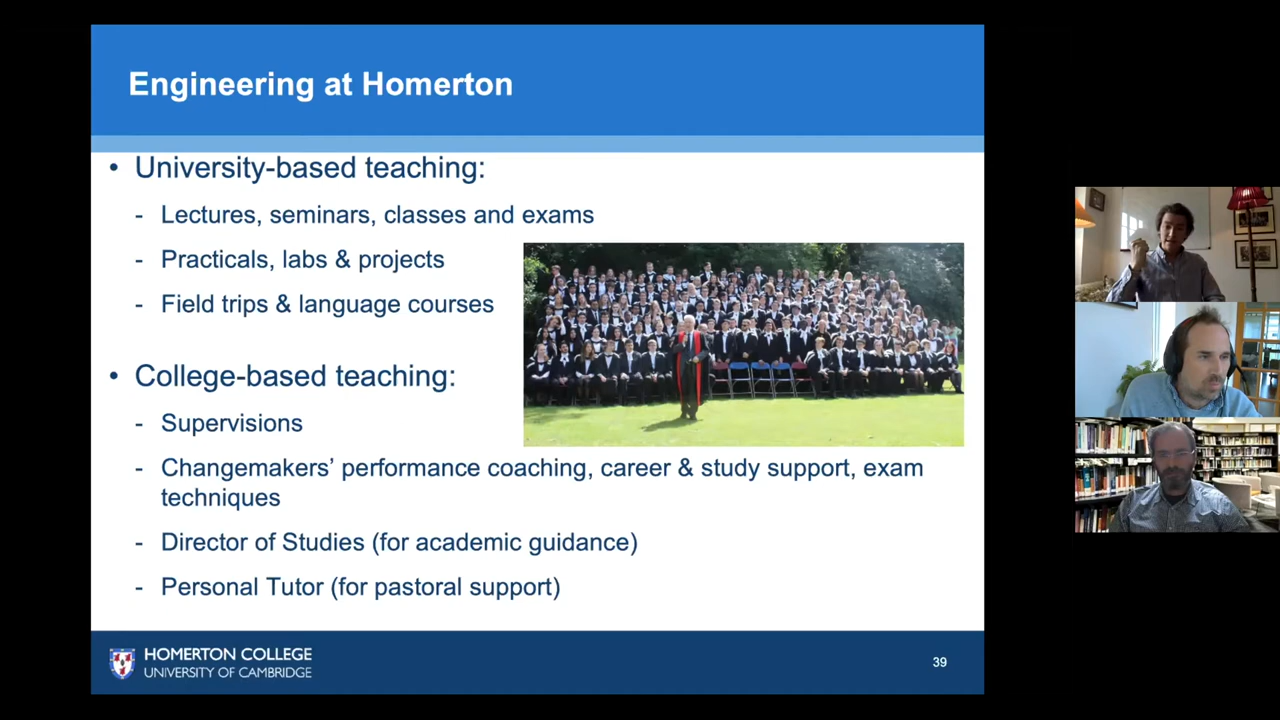 Engineering at Homerton
• University-based teaching:
- Lectures, seminars, classes and exams
- Practicals, labs & projects
- Field trips & language courses
• College-based teaching:
- Supervisions
- Changemakers’ performance coaching, career & study support, exam
techniques
- Director of Studies (for academic guidance)
- Personal Tutor (for pastoral support)
HOMERTON COLLEGE
UNIVERSITY OF CAMBRIDGE
39